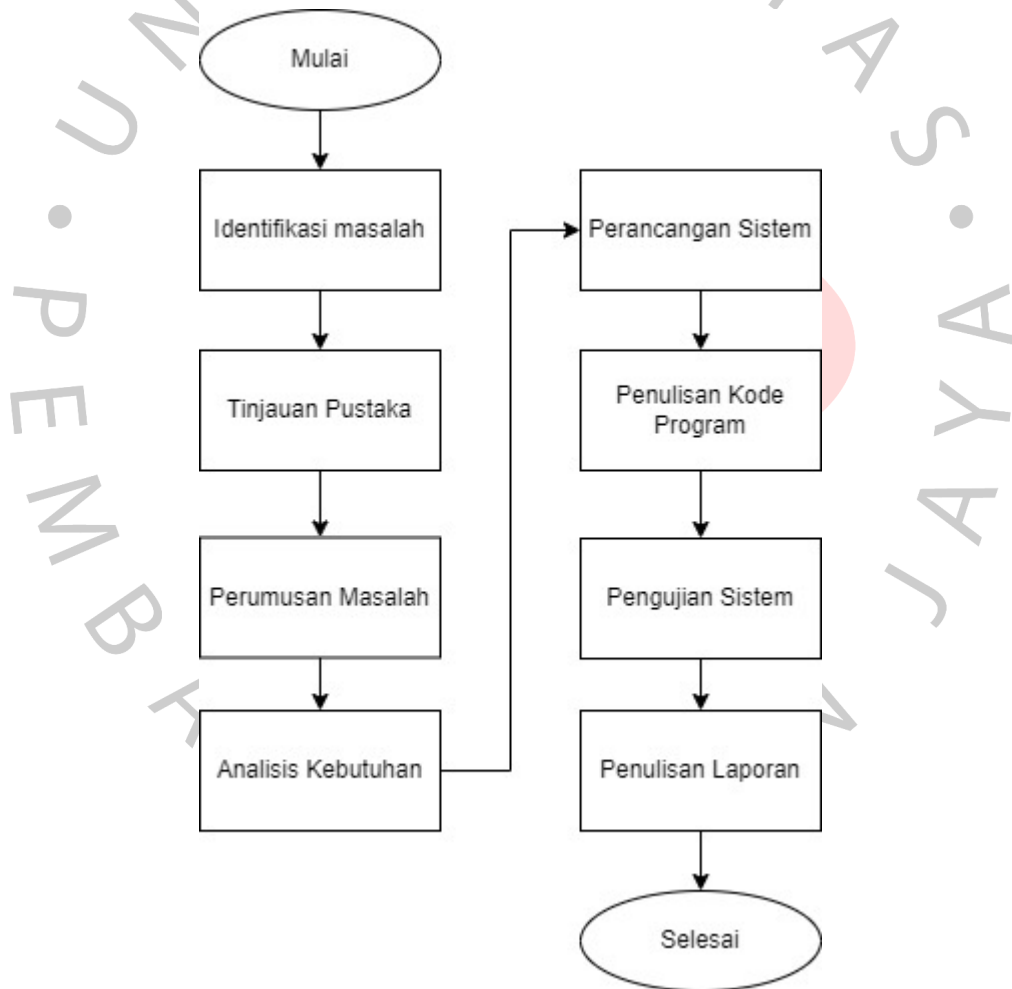 Mulai
Identifikasi masalah
Tinjauan Pustaka
Perumusan Masalah
Analisis Kebutuhan
Perancangan Sistem
Penulisan Kode
Program
Pengujian Sistem
Penulisan Laporan
Selesai
U N
A S
• P E M B
• J A Y A